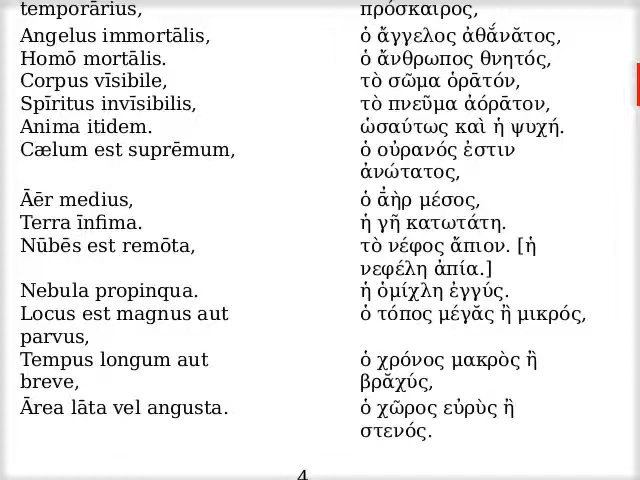 temporārius,
πρόσκαιρος,
Angelus immortālis,
ὁ ἄγγελος ἀθᾰ́νᾰτος,
Homō mortālis.
ὁ ἄνθρωπος θνητός,
Corpus vīsibile,
τὸ σῶμα ὁρᾱτόν,
Spīritus invīsibilis,
τὸ πνεῦμα ἀόρᾱτον,
Anima itidem.
ὡσαύτως καὶ ἡ ψυχή.
Cælum est suprēmum,
ὁ οὐρανός ἐστιν
ἀνώτατος,
Āēr medius,
ὁ ᾱ̓ὴρ μέσος,
Terra īnfima.
ἡ γῆ κατωτάτη.
Nūbēs est remōta,
τὸ νέφος ἄπιον. [ἡ
νεφέλη ἀπία.]
Nebula propinqua.
ἡ ὁμίχλη ἐγγύς.
Locus est magnus aut
parvus,
ὁ τόπος μέγᾰς ἢ μικρός,
Tempus longum aut
breve,
ὁ χρόνος μακρὸς ἢ
βρᾰχύς,
Ārea lāta vel angusta.
ὁ χῶρος εὐρὺς ἢ
στενός.
4